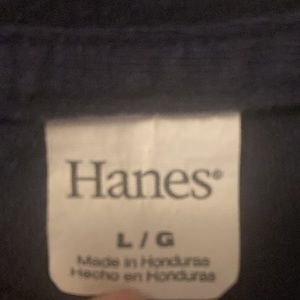 Hanes®
L / G
Made in Honduras
Hecho en Honduras